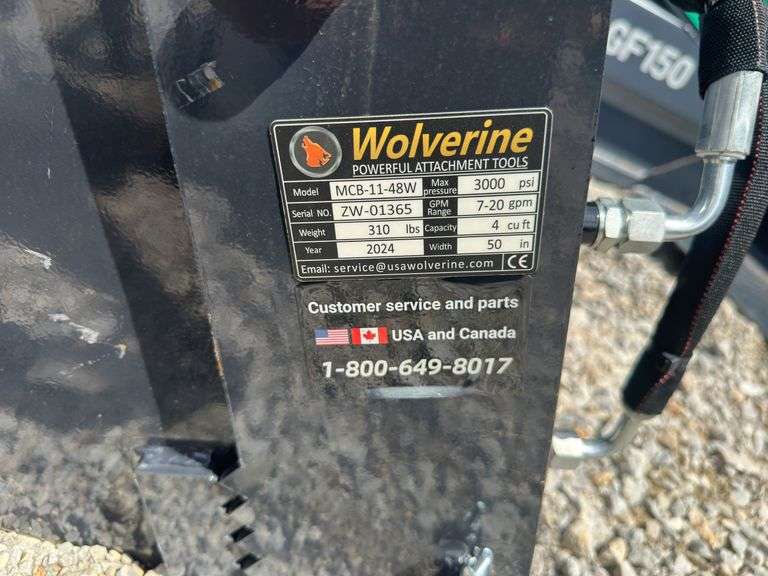 GF150
Wolverine
POWERFUL ATTACHMENT TOOLS
Model MCB-11-48W Max pressure 3000 psi
Serial NO. ZW-01365 GPM Range 7-20 gpm
Weight 310 lbs Capacity 4 cu ft
Year 2024 Width 50 in
Email: service@usawolverine.com CE
Customer service and parts
USA and Canada
1-800-649-8017